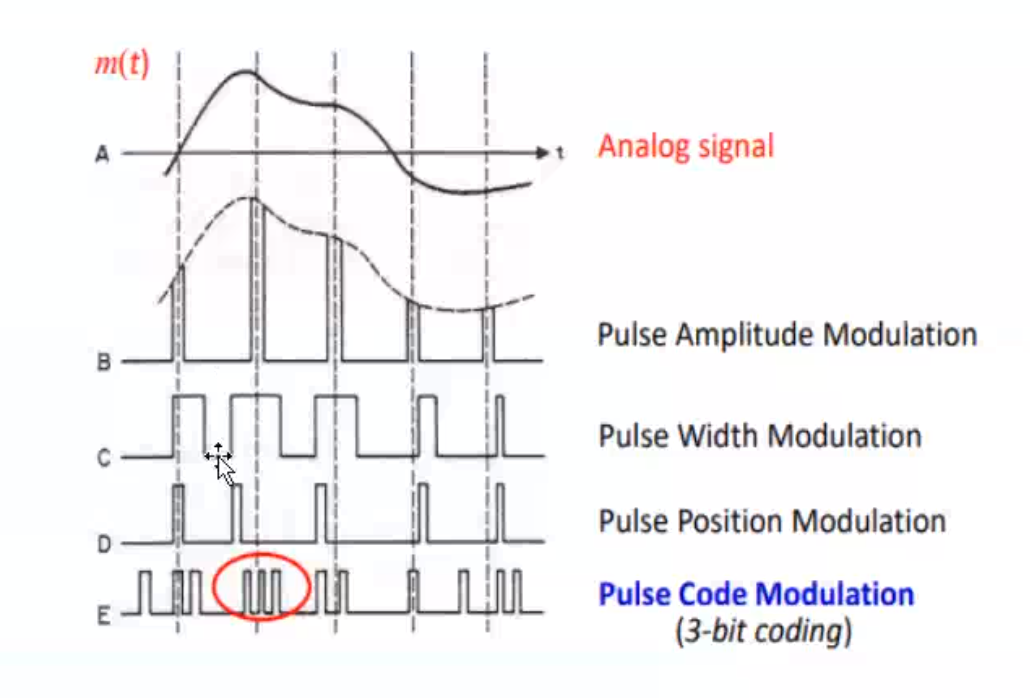 m(t)
A
t
Analog signal
B
Pulse Amplitude Modulation
C
Pulse Width Modulation
D
Pulse Position Modulation
E
Pulse Code Modulation
(3-bit coding)